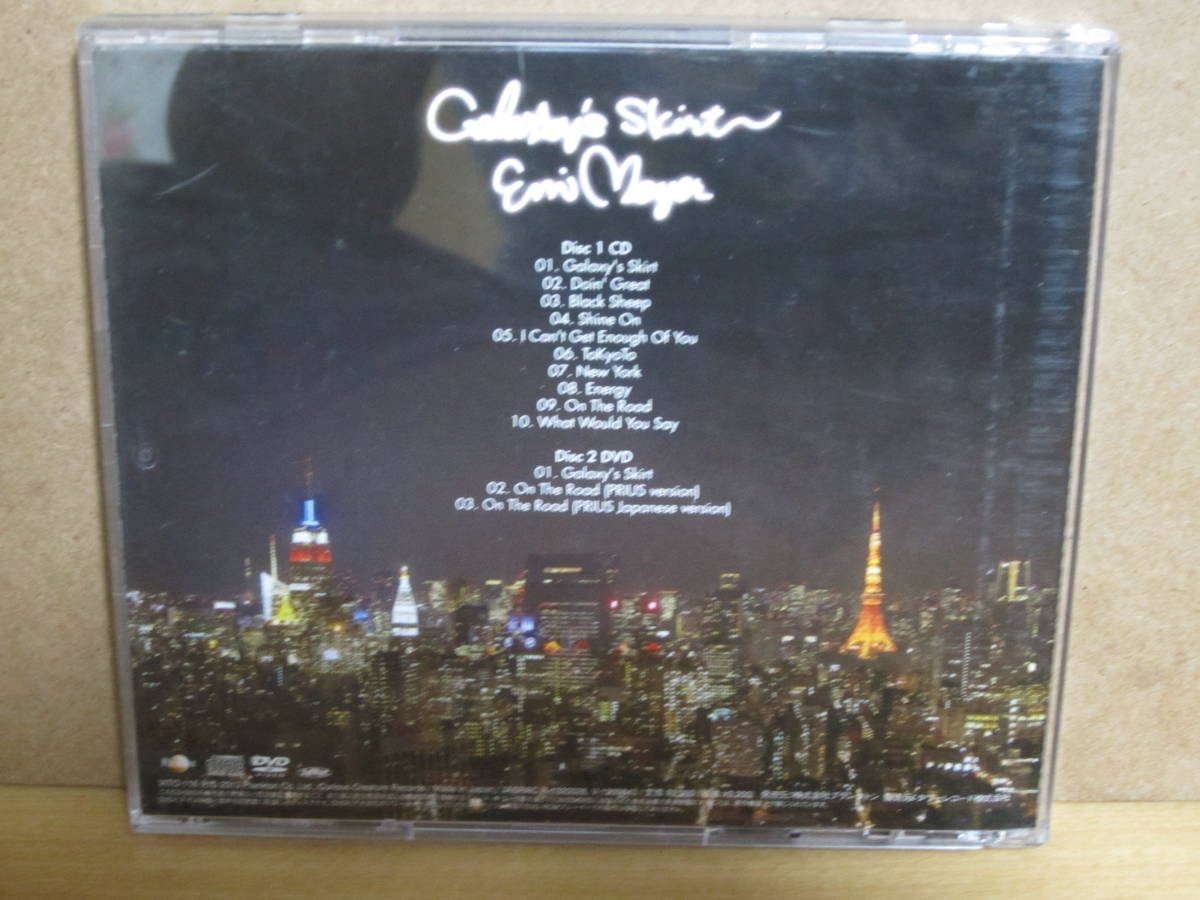 Galaxy's Skirt
Emi Meyer
Disc 1 CD
01. Galaxy's Skirt
02. Doin' Great
03. Black Sheep
04. Shine On
05. I Can't Get Enough Of You
06. ToKyoTo
07. New York
08. Energy
09. On The Road
10. What Would You Say
Disc 2 DVD
01. Galaxy's Skirt
02. On The Road (PRIUS version)
03. On The Road (PRIUS Japanese version)
DVD